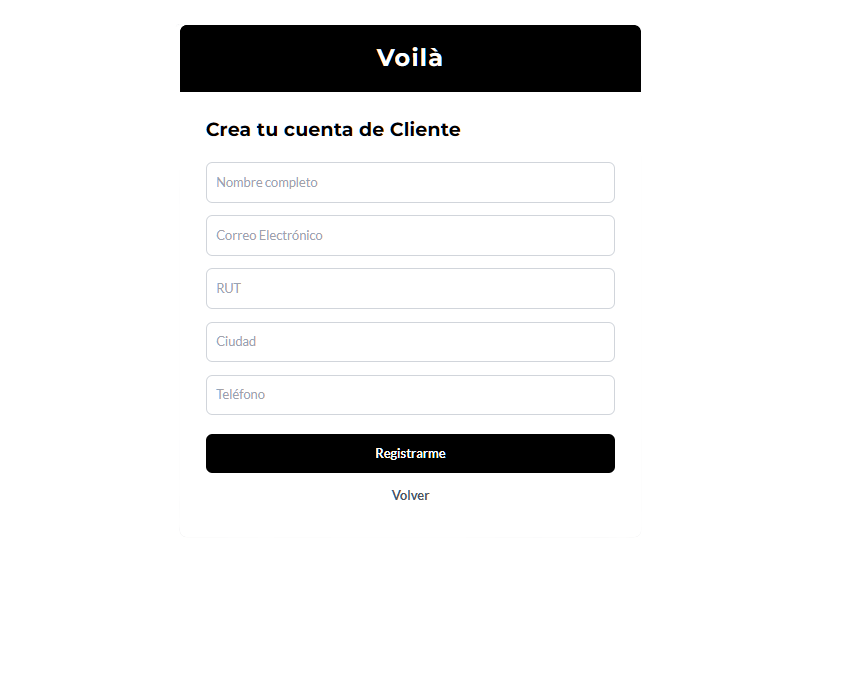 Voilà
Crea tu cuenta de Cliente
Nombre completo
Correo Electrónico
RUT
Ciudad
Teléfono
Registrarme
Volver